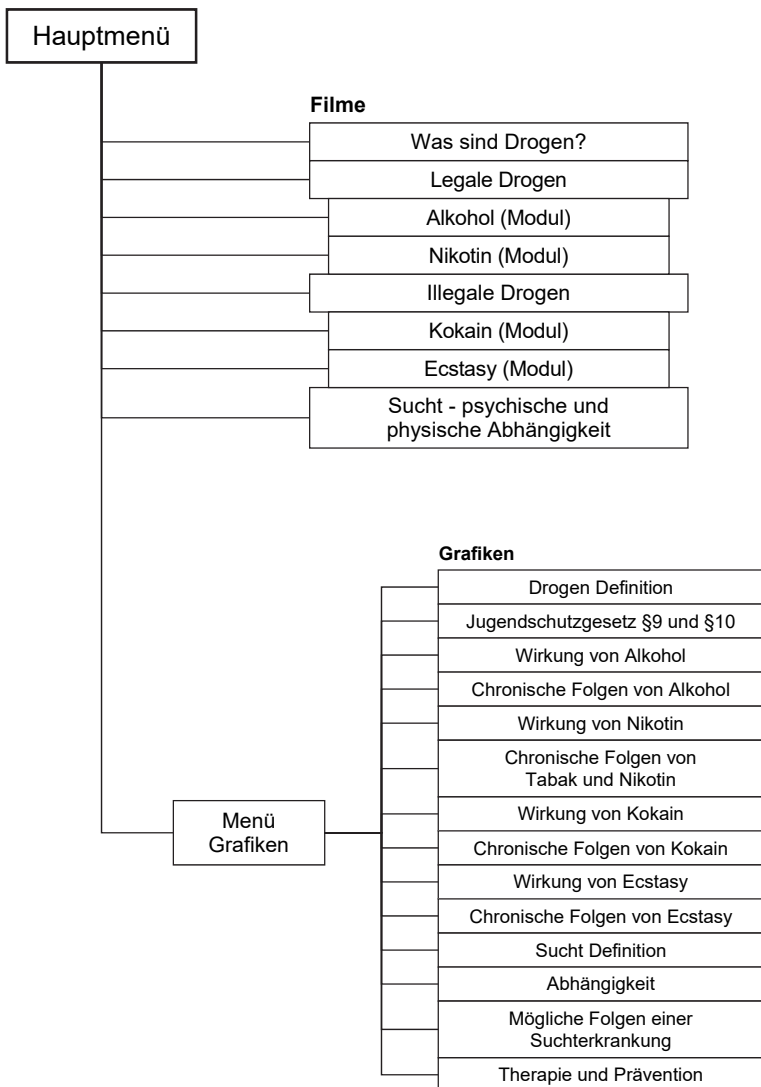 Hauptmenü
Filme
Was sind Drogen?
Legale Drogen
Alkohol (Modul)
Nikotin (Modul)
Illegale Drogen
Kokain (Modul)
Ecstasy (Modul)
Sucht - psychische und
physische Abhängigkeit
Menü
Grafiken
Grafiken
Drogen Definition
Jugendschutzgesetz §9 und §10
Wirkung von Alkohol
Chronische Folgen von Alkohol
Wirkung von Nikotin
Chronische Folgen von
Tabak und Nikotin
Wirkung von Kokain
Chronische Folgen von Kokain
Wirkung von Ecstasy
Chronische Folgen von Ecstasy
Sucht Definition
Abhängigkeit
Mögliche Folgen einer
Suchterkrankung
Therapie und Prävention